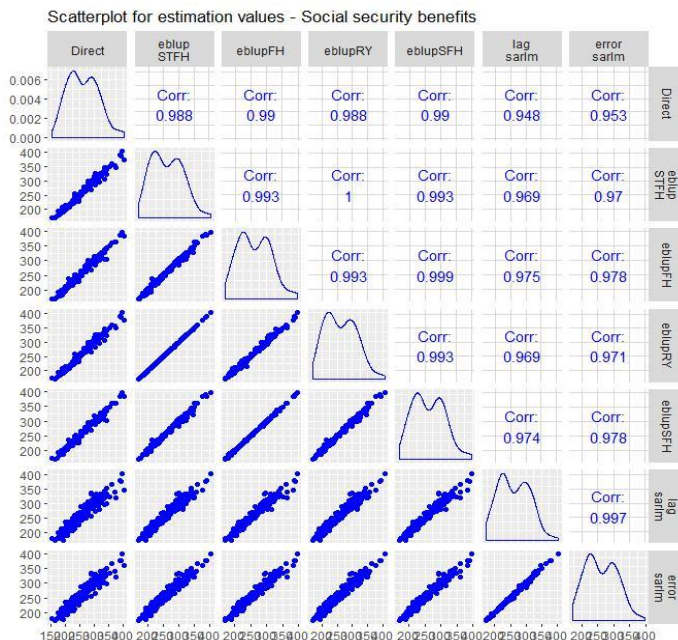 Scatterplot for estimation values - Social security benefits
Direct
eblup
STFH
eblupFH
eblupRY
eblupSFH
lag
sarlm
error
sarlm
0.006
0.004
0.002
0.000
Corr:
0.988
Corr:
0.99
Corr:
0.988
Corr:
0.99
Corr:
0.948
Corr:
0.953
Direct
400
350
300
250
200
Corr:
0.993
Corr:
1
Corr:
0.993
Corr:
0.969
Corr:
0.97
eblup
STFH
400
350
300
250
200
Corr:
0.993
Corr:
0.999
Corr:
0.975
Corr:
0.978
eblupFH
400
350
300
250
200
Corr:
0.993
Corr:
0.969
Corr:
0.971
eblupRY
400
350
300
250
200
Corr:
0.974
Corr:
0.978
eblupSFH
400
350
300
250
200
Corr:
0.997
lag
sarlm
400
350
300
250
200
error
sarlm